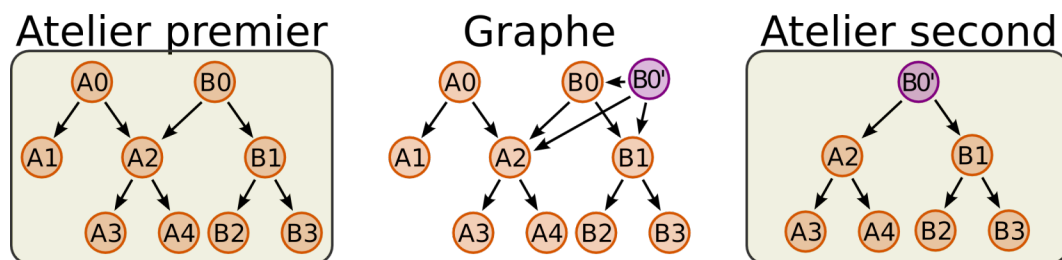 Atelier premier Graphe Atelier second
A0 B0 A0 B0 B0' B0'
A1 A2 B1 A1 A2 B1 A2 B1
A3 A4 B2 B3 A3 A4 B2 B3 A3 A4 B2 B3